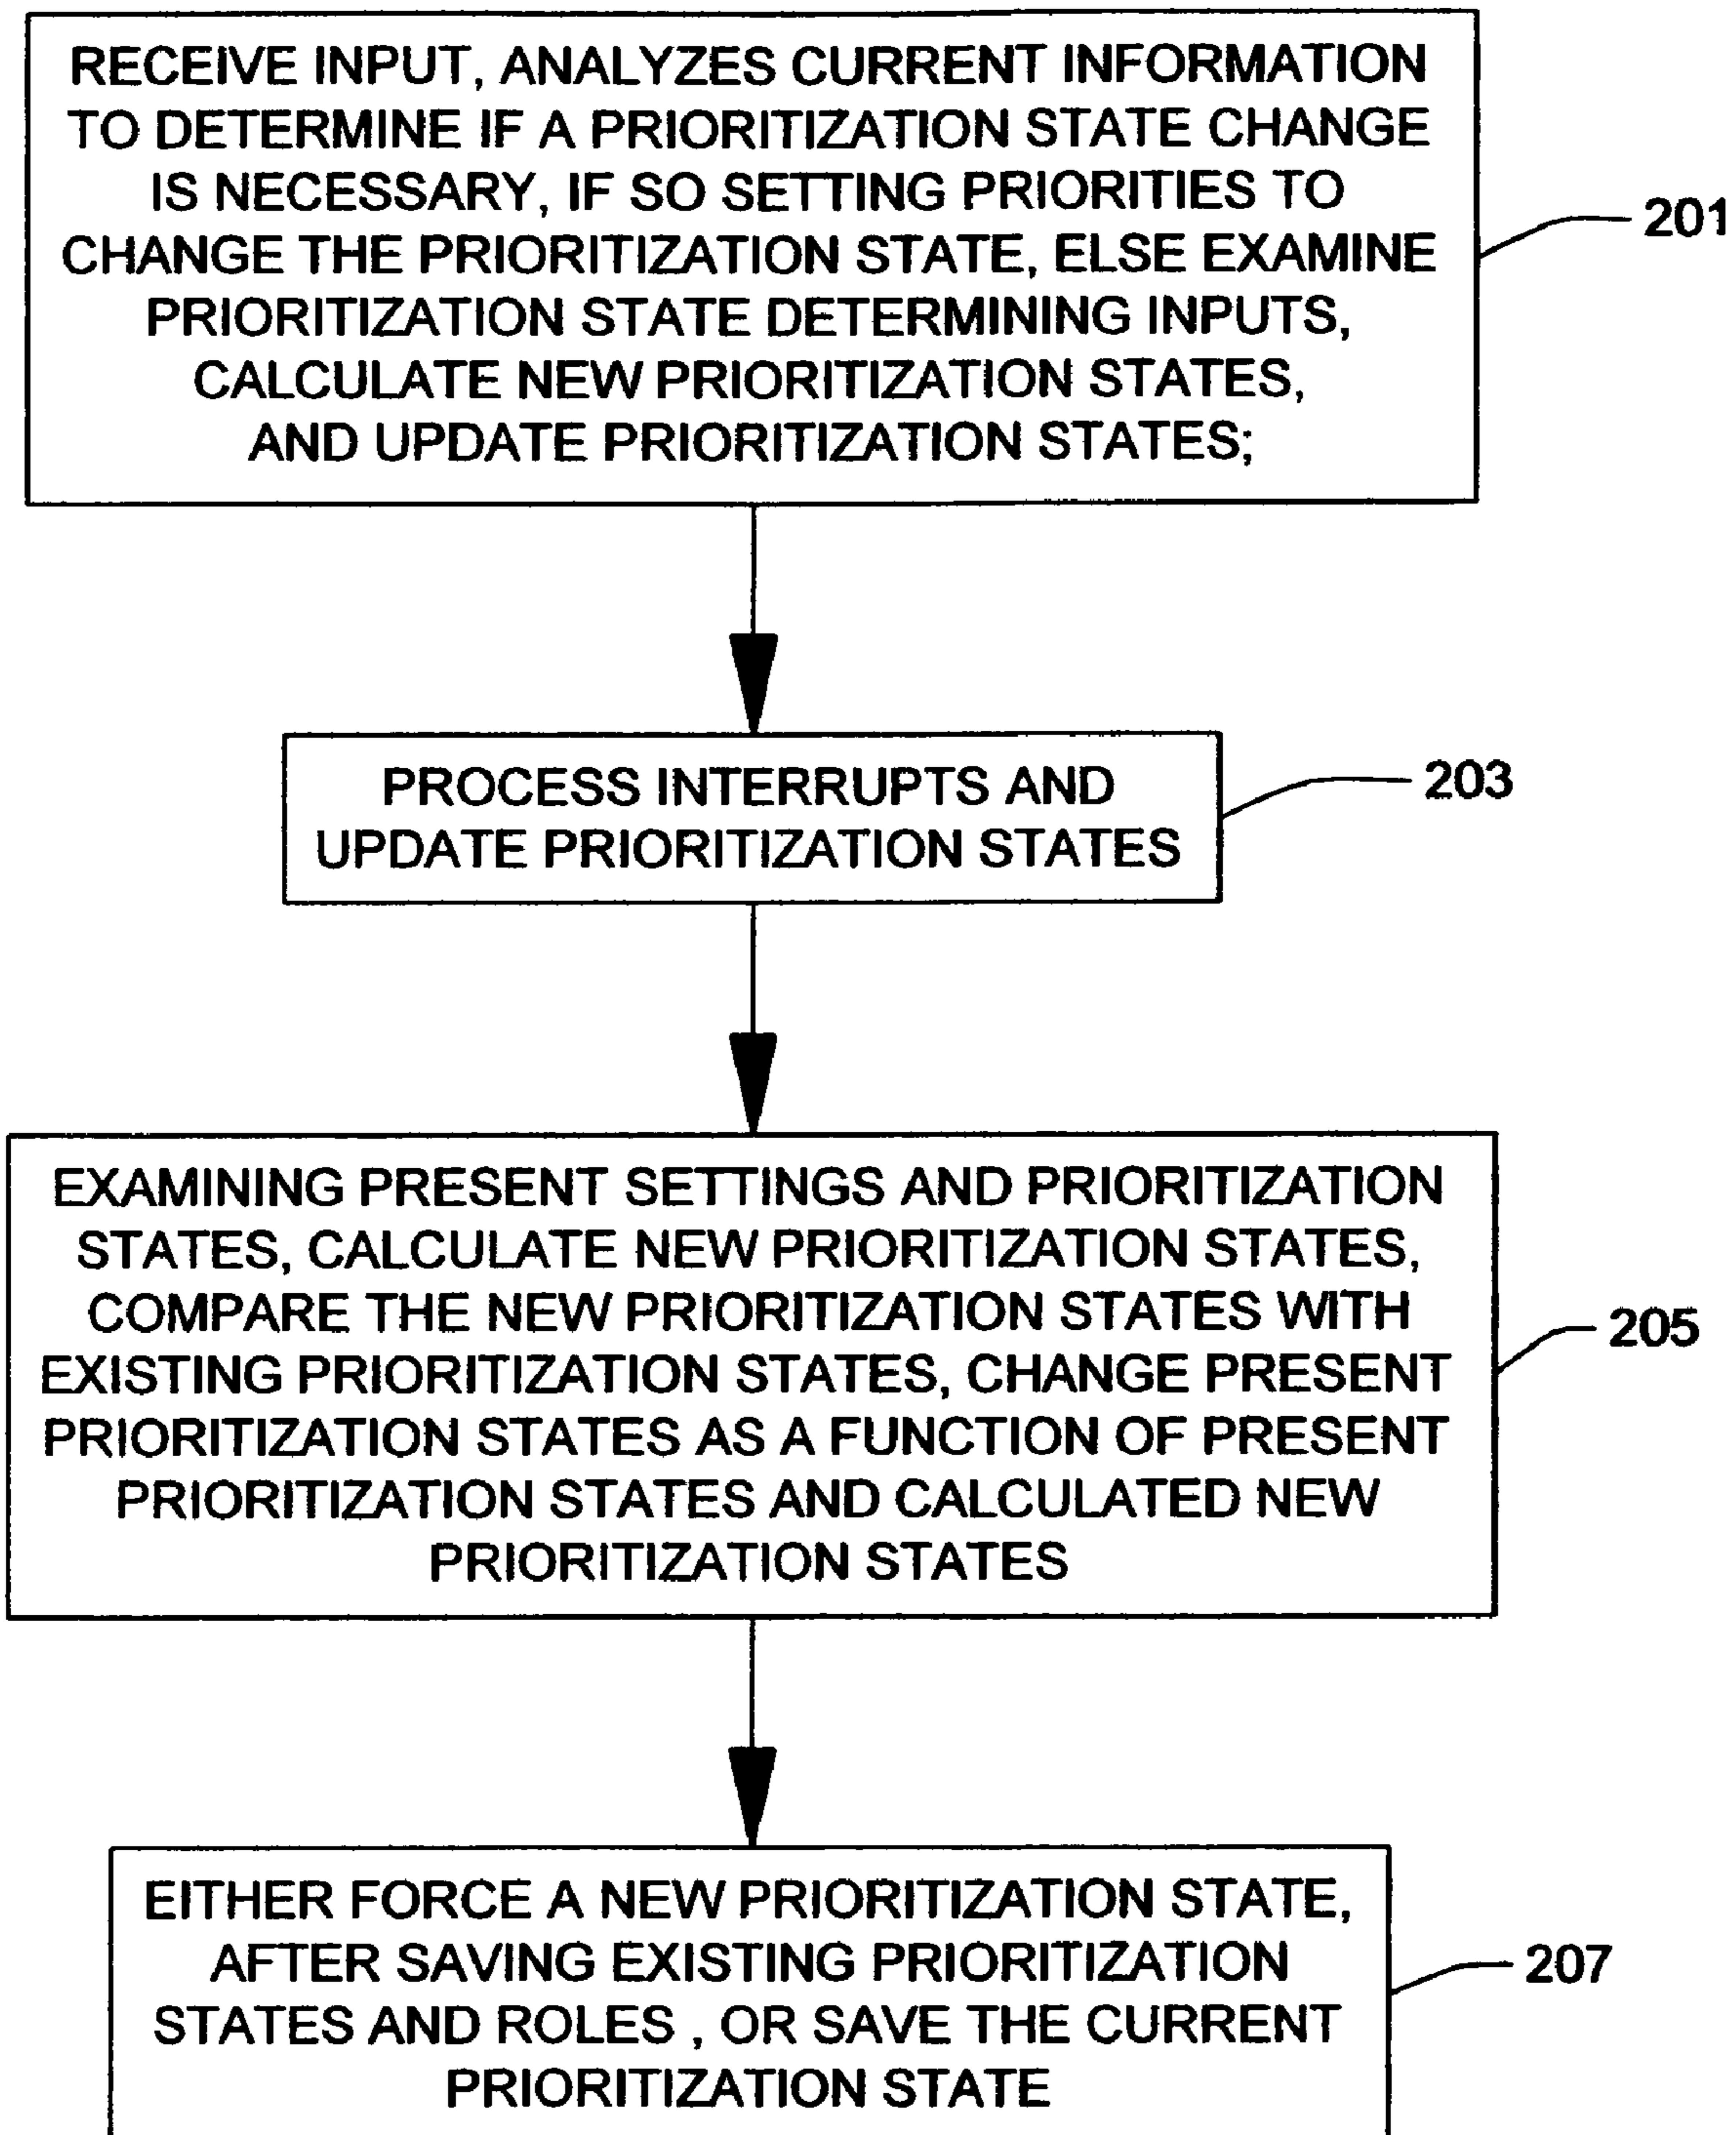 RECEIVE INPUT, ANALYZES CURRENT INFORMATION
TO DETERMINE IF A PRIORITIZATION STATE CHANGE
IS NECESSARY, IF SO SETTING PRIORITIES TO
CHANGE THE PRIORITIZATION STATE, ELSE EXAMINE
PRIORITIZATION STATE DETERMINING INPUTS,
CALCULATE NEW PRIORITIZATION STATES,
AND UPDATE PRIORITIZATION STATES;
201
PROCESS INTERRUPTS AND
UPDATE PRIORITIZATION STATES
203
EXAMINING PRESENT SETTINGS AND PRIORITIZATION
STATES, CALCULATE NEW PRIORITIZATION STATES,
COMPARE THE NEW PRIORITIZATION STATES WITH
EXISTING PRIORITIZATION STATES, CHANGE PRESENT
PRIORITIZATION STATES AS A FUNCTION OF PRESENT
PRIORITIZATION STATES AND CALCULATED NEW
PRIORITIZATION STATES
205
EITHER FORCE A NEW PRIORITIZATION STATE,
AFTER SAVING EXISTING PRIORITIZATION
STATES AND ROLES , OR SAVE THE CURRENT
PRIORITIZATION STATE
207